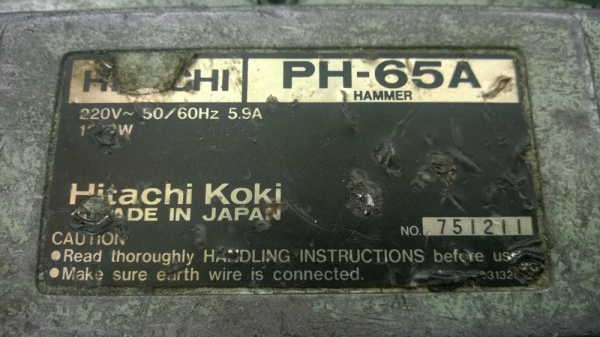 HITACHI PH-65A
HAMMER
220V~ 50/60Hz 5.9A
Hitachi Koki
MADE IN JAPAN
NO. 751211
CAUTION
●Read thoroughly HANDLING INSTRUCTIONS before use.
●Make sure earth wire is connected.